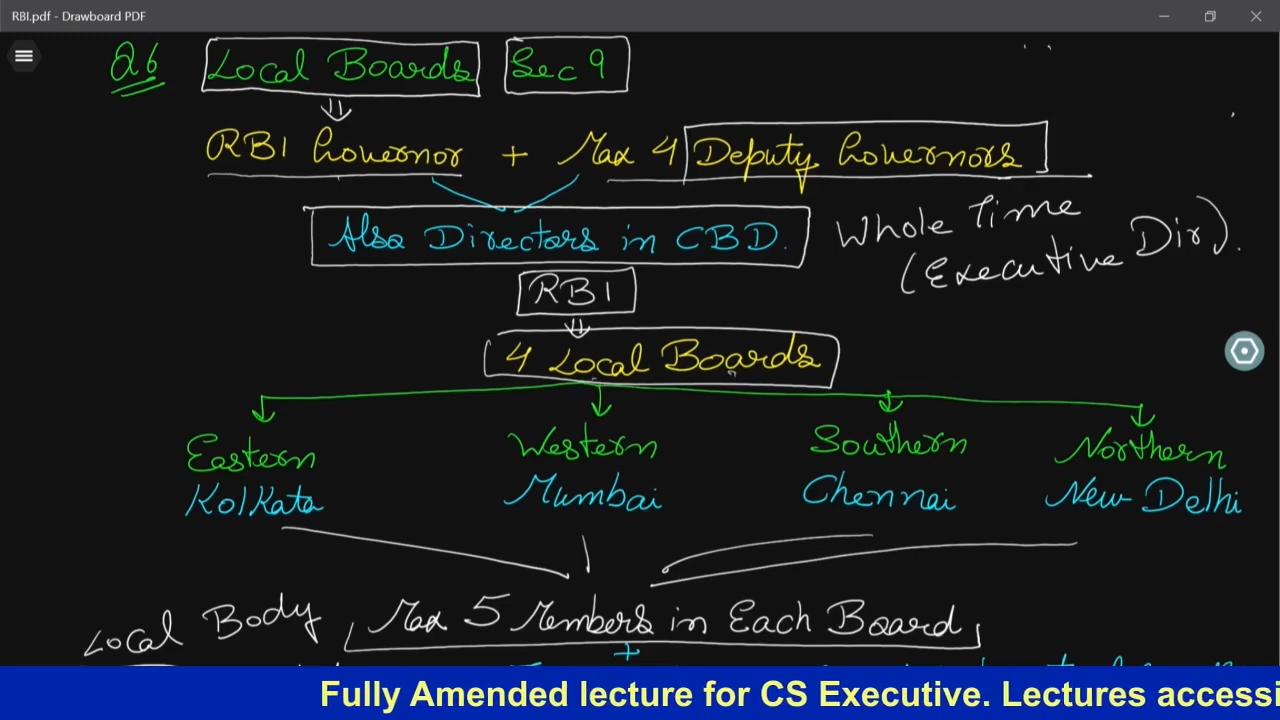 RBI.pdf - Drawboard PDF
Q6 Local Boards Sec 9
RBI Governor + Max 4 Deputy Governors
Also Directors in CBD.
Whole Time
(Executive Dir).
RBI
4 Local Boards
Eastern Western Southern Northern
Kolkata Mumbai Chennai New Delhi
Local Body Max 5 Members in Each Board
+
Fully Amended lecture for CS Executive. Lectures accessi